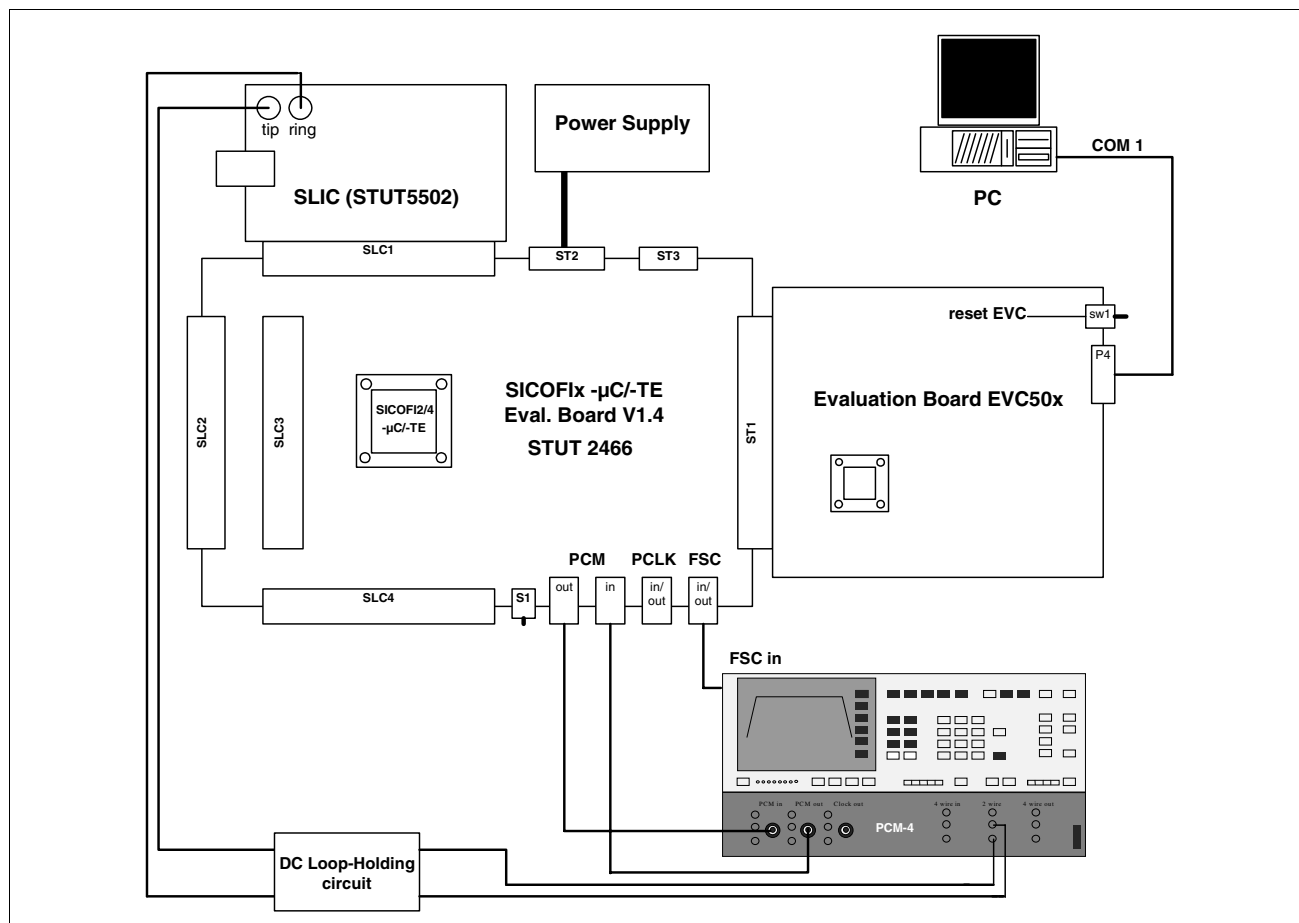 tip ring
Power Supply
COM 1
SLIC (STUT5502)
PC
SLC1
ST2
ST3
reset EVC
sw1
P4
SLC2
SLC3
SICOFI2/4
-µC/-TE
SICOFIx -µC/-TE
Eval. Board V1.4
STUT 2466
ST1
Evaluation Board EVC50x
PCM
PCLK
FSC
SLC4
S1
out
in
in/
out
in/
out
FSC in
PCM in
PCM out
Clock out
4 wire in
2 wire
4 wire out
PCM-4
DC Loop-Holding
circuit